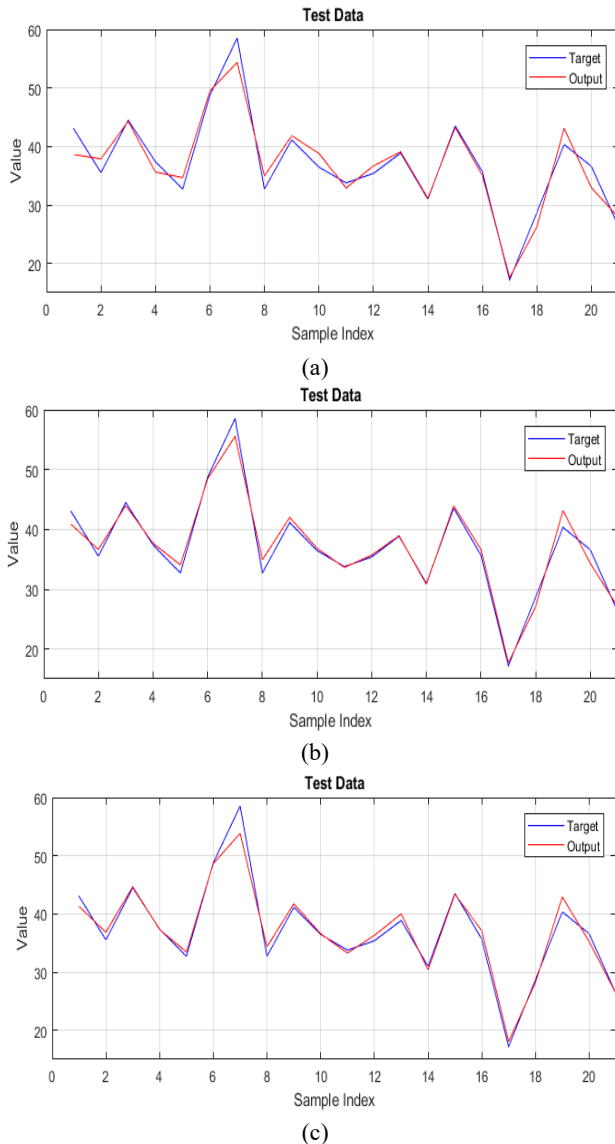 Test Data
60
50
40
30
20
Value
Target
Output
0 2 4 6 8 10 12 14 16 18 20
Sample Index
(a)
Test Data
60
50
40
30
20
Value
Target
Output
0 2 4 6 8 10 12 14 16 18 20
Sample Index
(b)
Test Data
60
50
40
30
20
Value
Target
Output
0 2 4 6 8 10 12 14 16 18 20
Sample Index
(c)